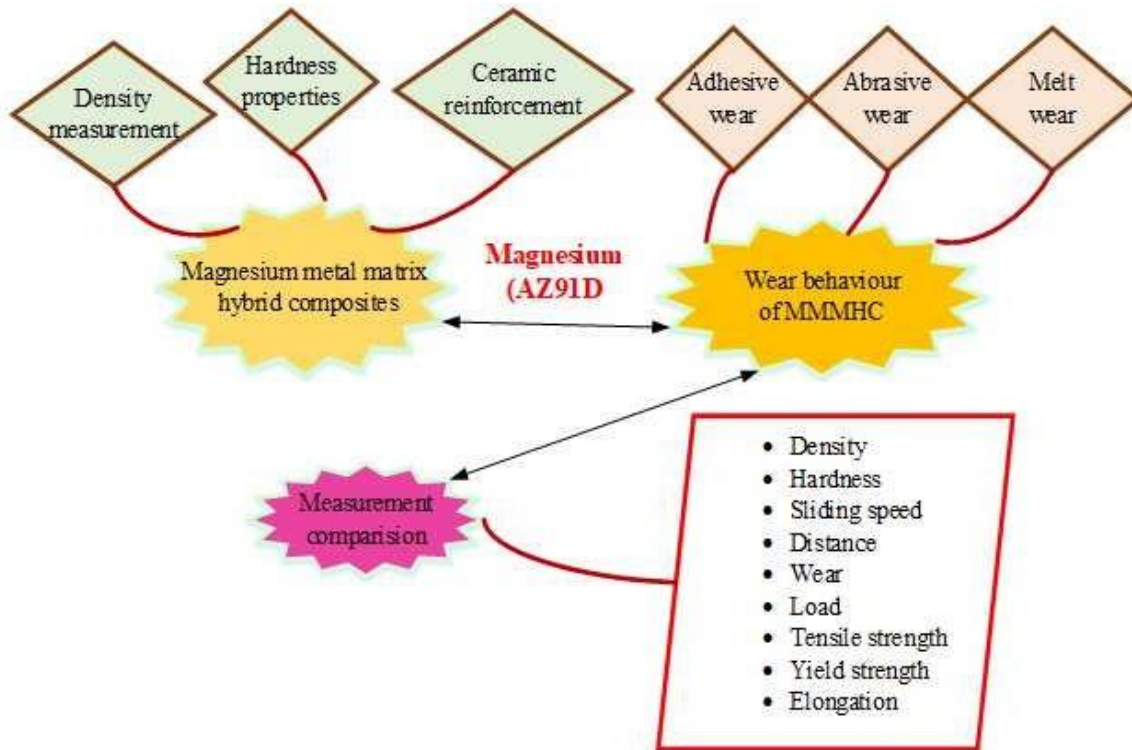 Density
measurement
Hardness
properties
Ceramic
reinforcement
Adhesive
wear
Abrasive
wear
Melt
wear
Magnesium metal matrix
hybrid composites
Magnesium
(AZ91D
Wear behaviour
of MMMHC
Measurement
comparision
• Density
• Hardness
• Sliding speed
• Distance
• Wear
• Load
• Tensile strength
• Yield strength
• Elongation